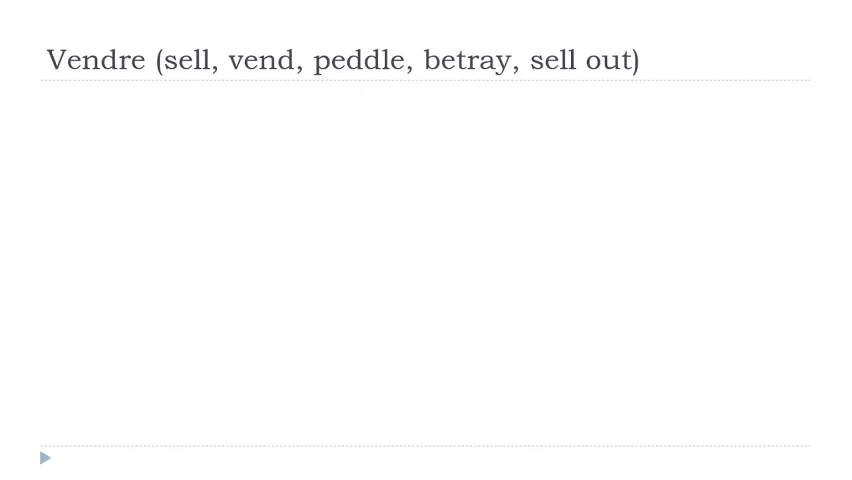 Vendre (sell, vend, peddle, betray, sell out)